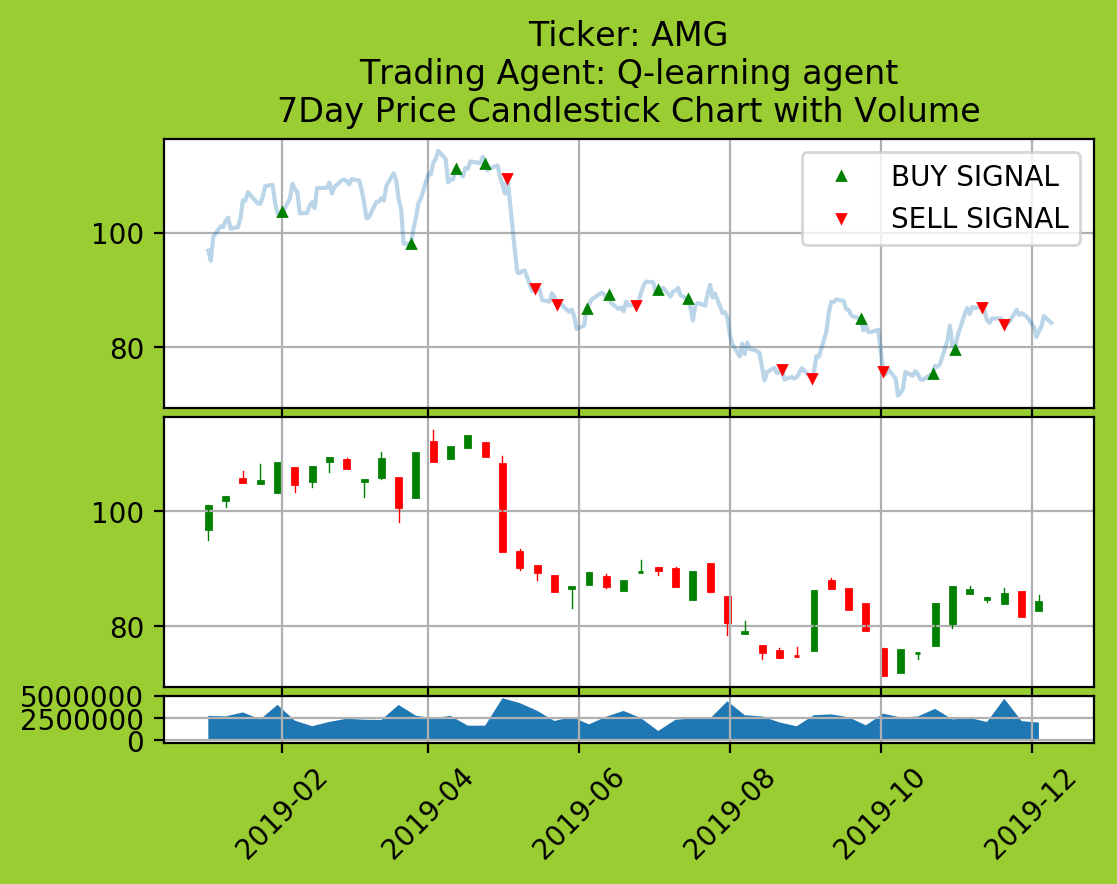 Ticker: AMG
Trading Agent: Q-learning agent
7Day Price Candlestick Chart with Volume
BUY SIGNAL
SELL SIGNAL
100
80
100
80
5000000
2500000
0
2019-02
2019-04
2019-06
2019-08
2019-10
2019-12